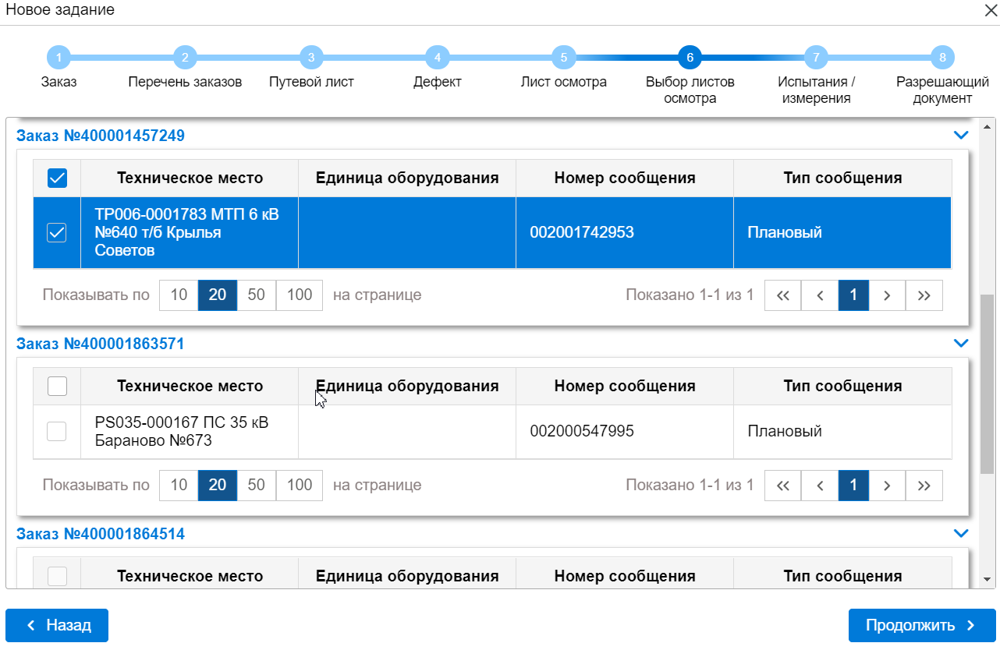 Новое задание
1 2 3 4 5 6 7 8
Заказ Перечень заказов Путевой лист Дефект Лист осмотра Выбор листов Испытания / Разрешающий
осмотра измерения документ
Заказ №400001457249
Техническое место Единица оборудования Номер сообщения Тип сообщения
TP006-0001783 МТП 6 кВ
№640 т/б Крылья
Советов
002001742953 Плановый
Показывать по 10 20 50 100 на странице Показано 1-1 из 1 1
Заказ №400001863571
Техническое место Единица оборудования Номер сообщения Тип сообщения
PS035-000167 ПС 35 кВ
Бараново №673
002000547995 Плановый
Показывать по 10 20 50 100 на странице Показано 1-1 из 1 1
Заказ №400001864514
Техническое место Единица оборудования Номер сообщения Тип сообщения
Назад Продолжить